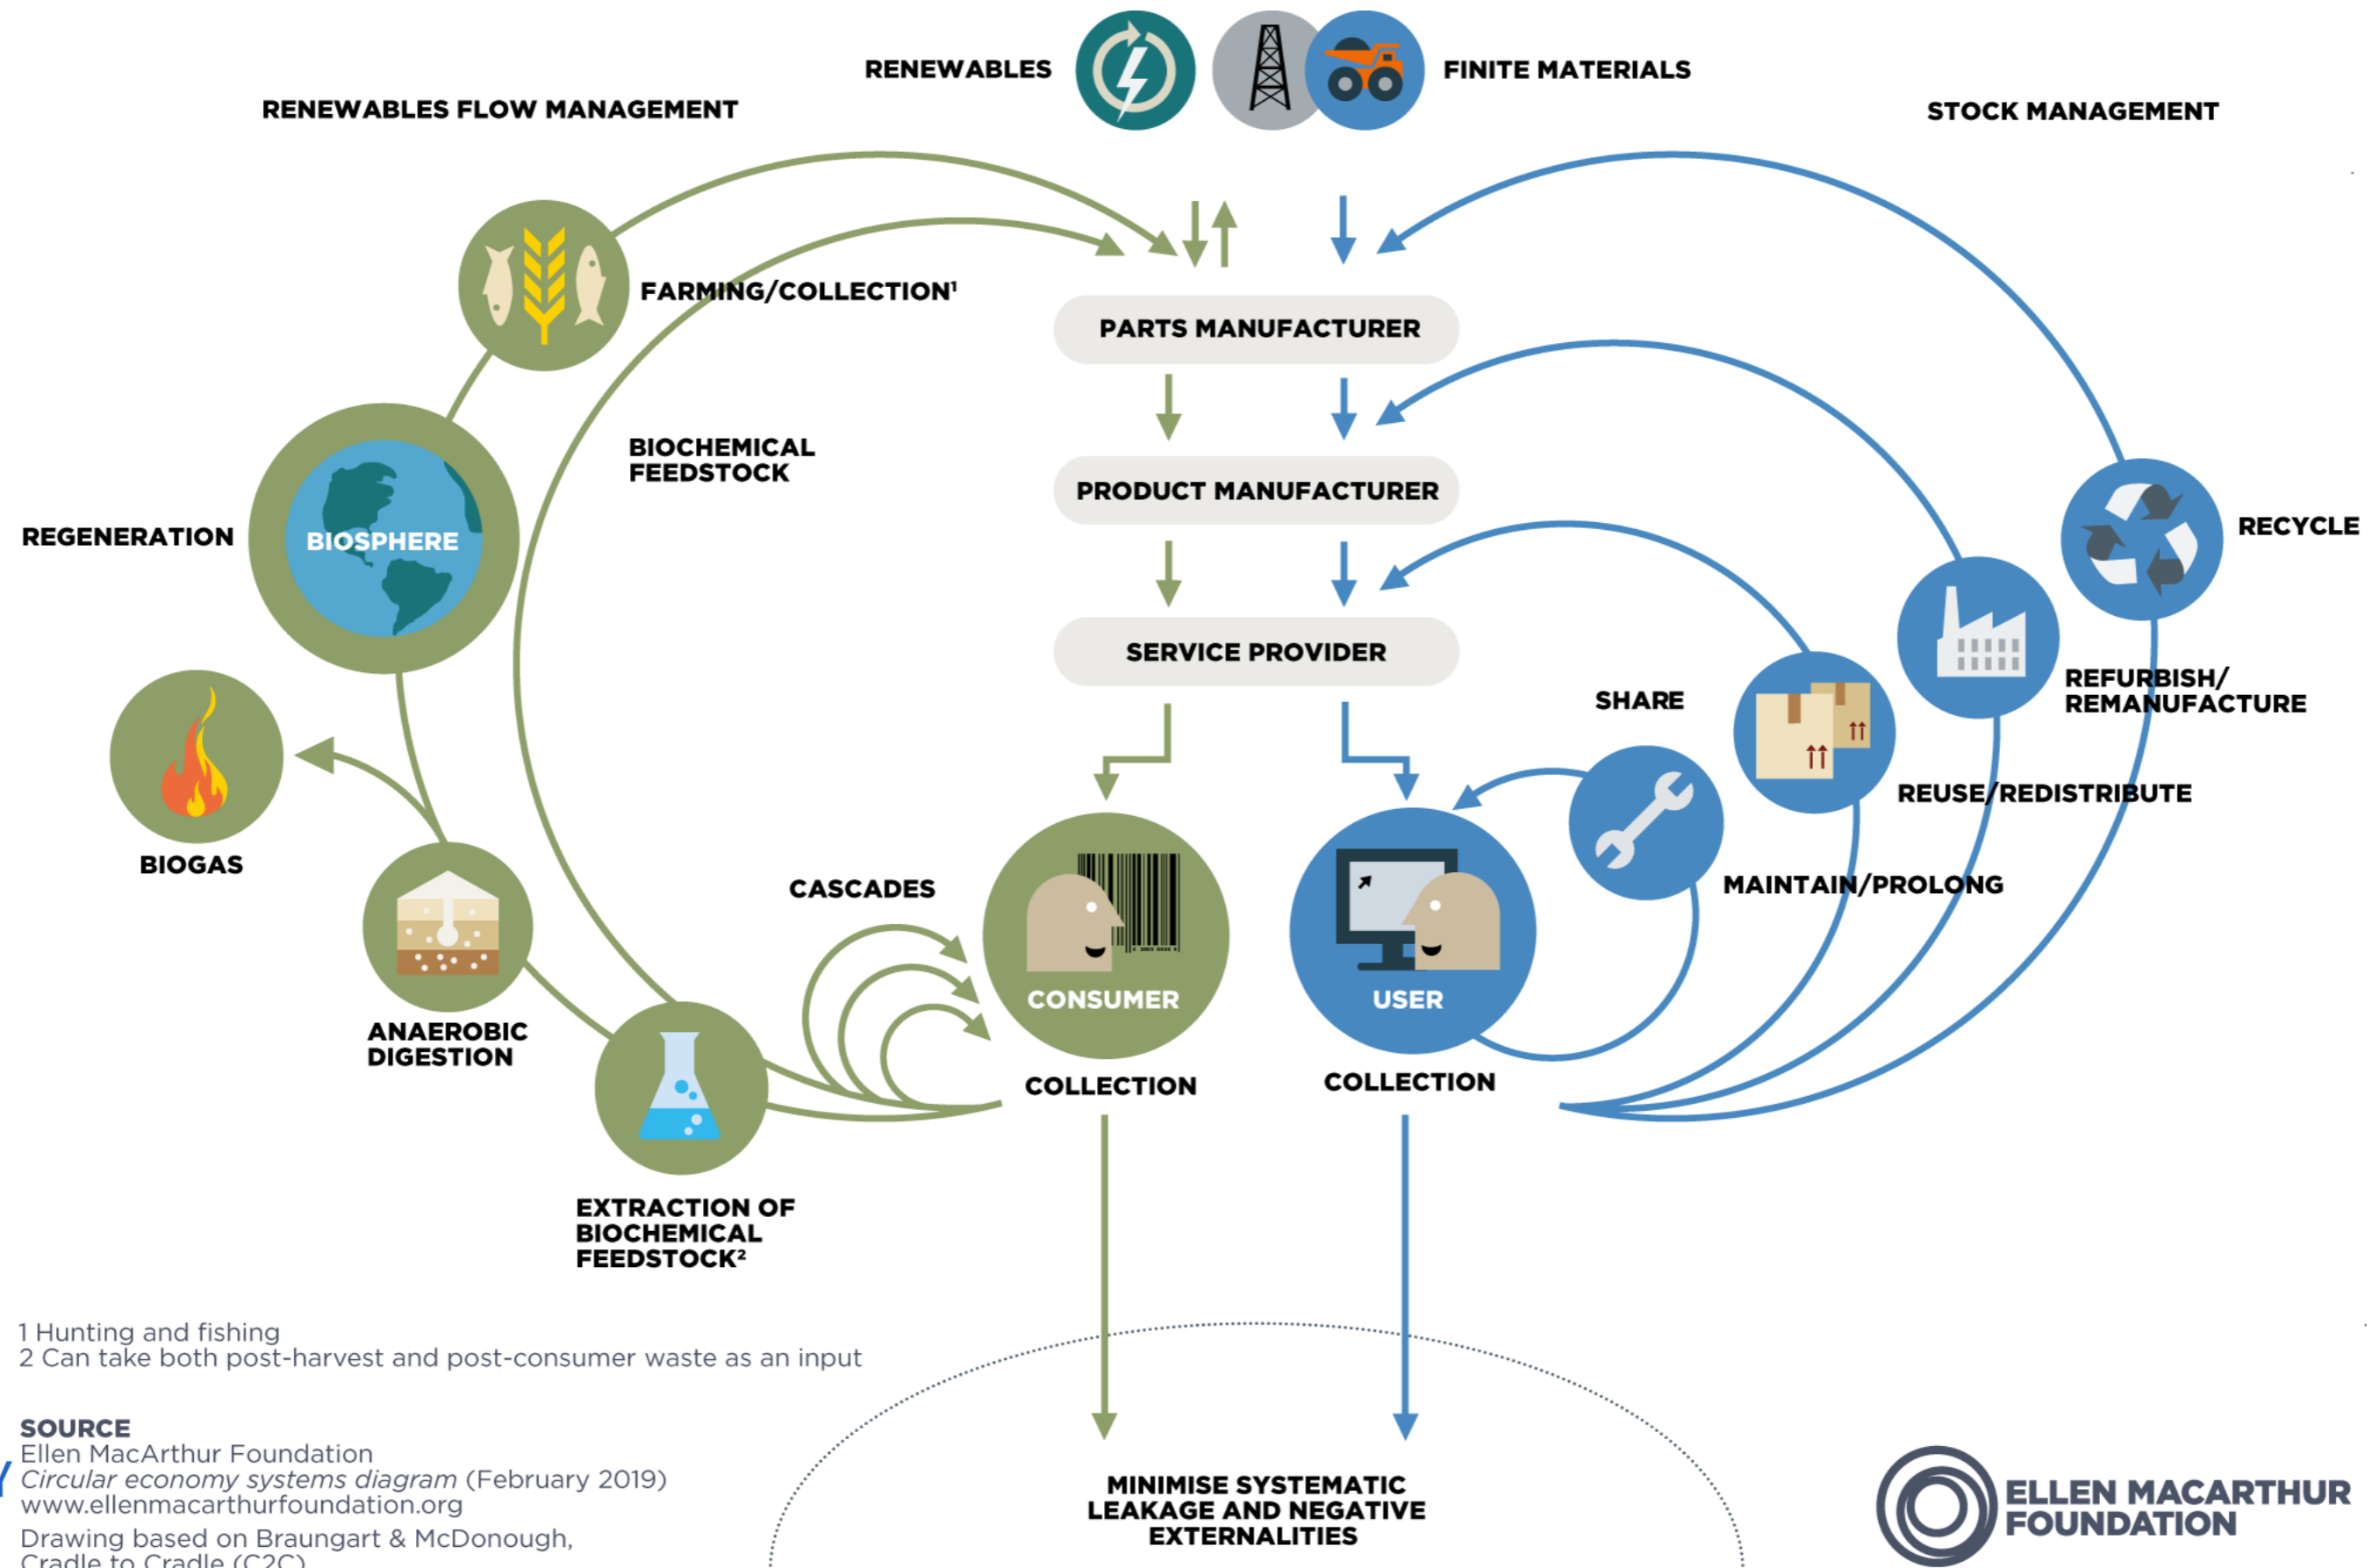 RENEWABLES
FINITE MATERIALS
RENEWABLES FLOW MANAGEMENT
STOCK MANAGEMENT
FARMING/COLLECTION¹
PARTS MANUFACTURER
BIOCHEMICAL
FEEDSTOCK
PRODUCT MANUFACTURER
REGENERATION
BIOSPHERE
RECYCLE
SERVICE PROVIDER
SHARE
REFURBISH/
REMANUFACTURE
REUSE/REDISTRIBUTE
BIOGAS
CASCADES
MAINTAIN/PROLONG
CONSUMER
USER
ANAEROBIC
DIGESTION
COLLECTION
COLLECTION
EXTRACTION OF
BIOCHEMICAL
FEEDSTOCK²
1 Hunting and fishing
2 Can take both post-harvest and post-consumer waste as an input
SOURCE
Ellen MacArthur Foundation
Circular economy systems diagram (February 2019)
www.ellenmacarthurfoundation.org
Drawing based on Braungart & McDonough,
Cradle to Cradle (C2C)
MINIMISE SYSTEMATIC
LEAKAGE AND NEGATIVE
EXTERNALITIES
ELLEN MACARTHUR
FOUNDATION